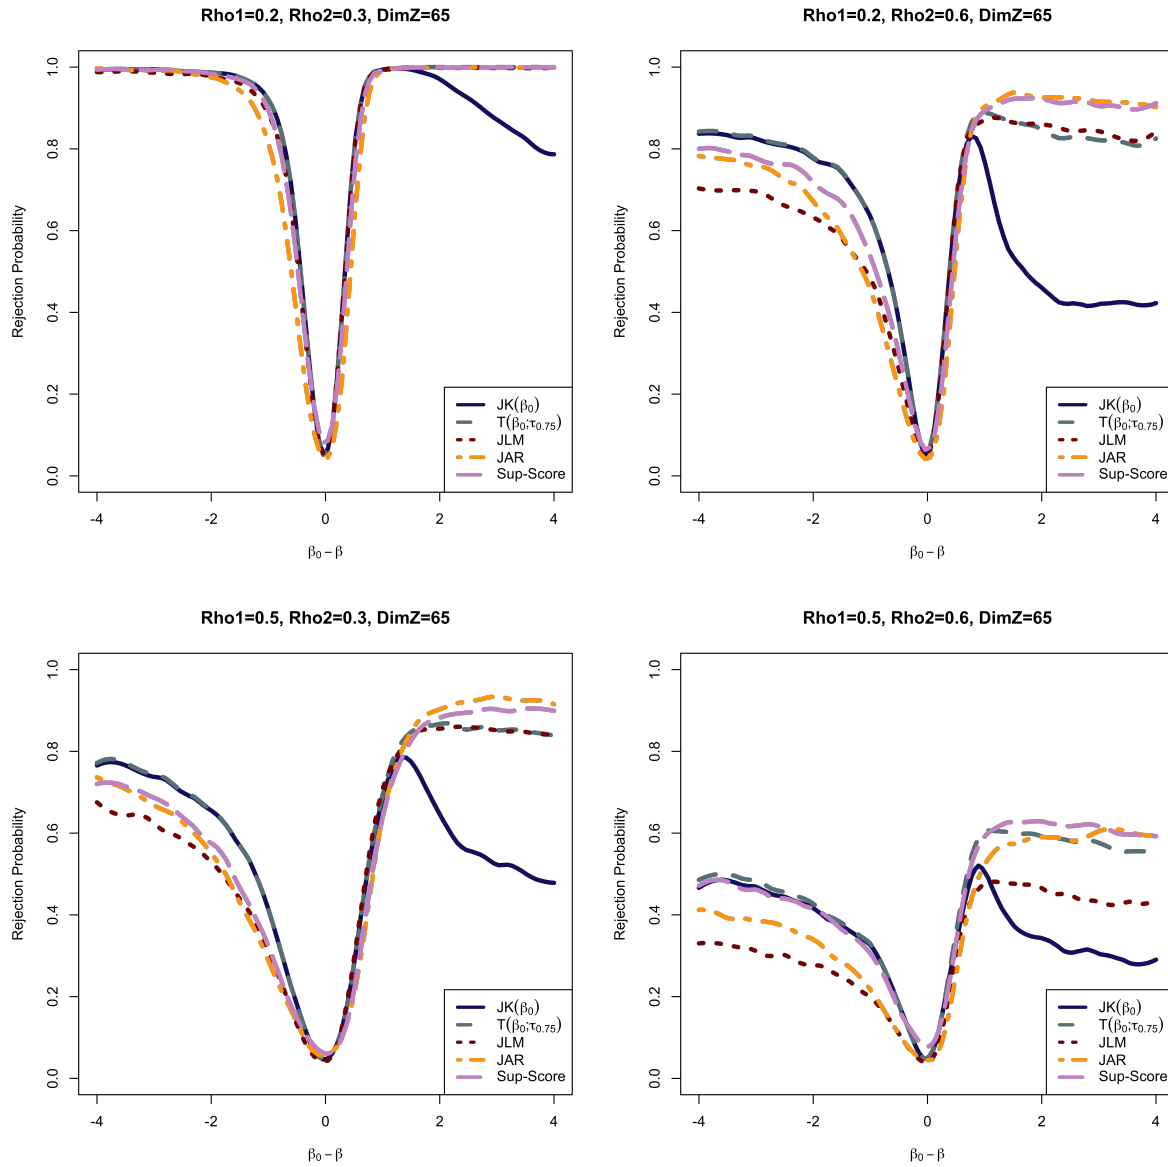 Rho1=0.2, Rho2=0.3, DimZ=65
Rejection Probability
1.0
0.8
0.6
0.4
0.2
0.0
-4 -2 0 2 4
β₀ − β
JK(β₀)
T(β₀;τ₀.₇₅)
JLM
JAR
Sup-Score
Rho1=0.2, Rho2=0.6, DimZ=65
Rejection Probability
1.0
0.8
0.6
0.4
0.2
0.0
-4 -2 0 2 4
β₀ − β
JK(β₀)
T(β₀;τ₀.₇₅)
JLM
JAR
Sup-Score
Rho1=0.5, Rho2=0.3, DimZ=65
Rejection Probability
1.0
0.8
0.6
0.4
0.2
0.0
-4 -2 0 2 4
β₀ − β
JK(β₀)
T(β₀;τ₀.₇₅)
JLM
JAR
Sup-Score
Rho1=0.5, Rho2=0.6, DimZ=65
Rejection Probability
1.0
0.8
0.6
0.4
0.2
0.0
-4 -2 0 2 4
β₀ − β
JK(β₀)
T(β₀;τ₀.₇₅)
JLM
JAR
Sup-Score